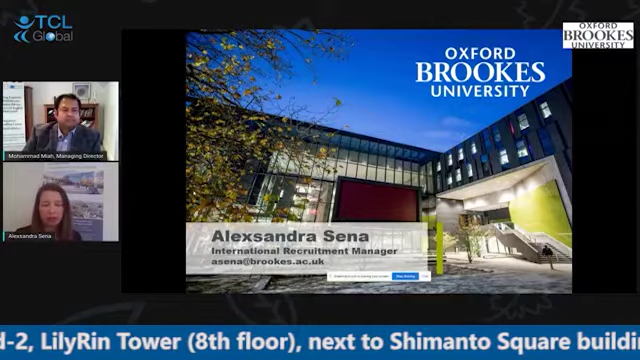 TCL
Global
OXFORD
BROOKES
UNIVERSITY
OXFORD
BROOKES
UNIVERSITY
Mohammad Miah, Managing Director
Alexsandra Sena
Alexsandra Sena
International Recruitment Manager
asena@brookes.ac.uk
Stop Sharing
d-2, LilyRin Tower (8th floor), next to Shimanto Square buildin